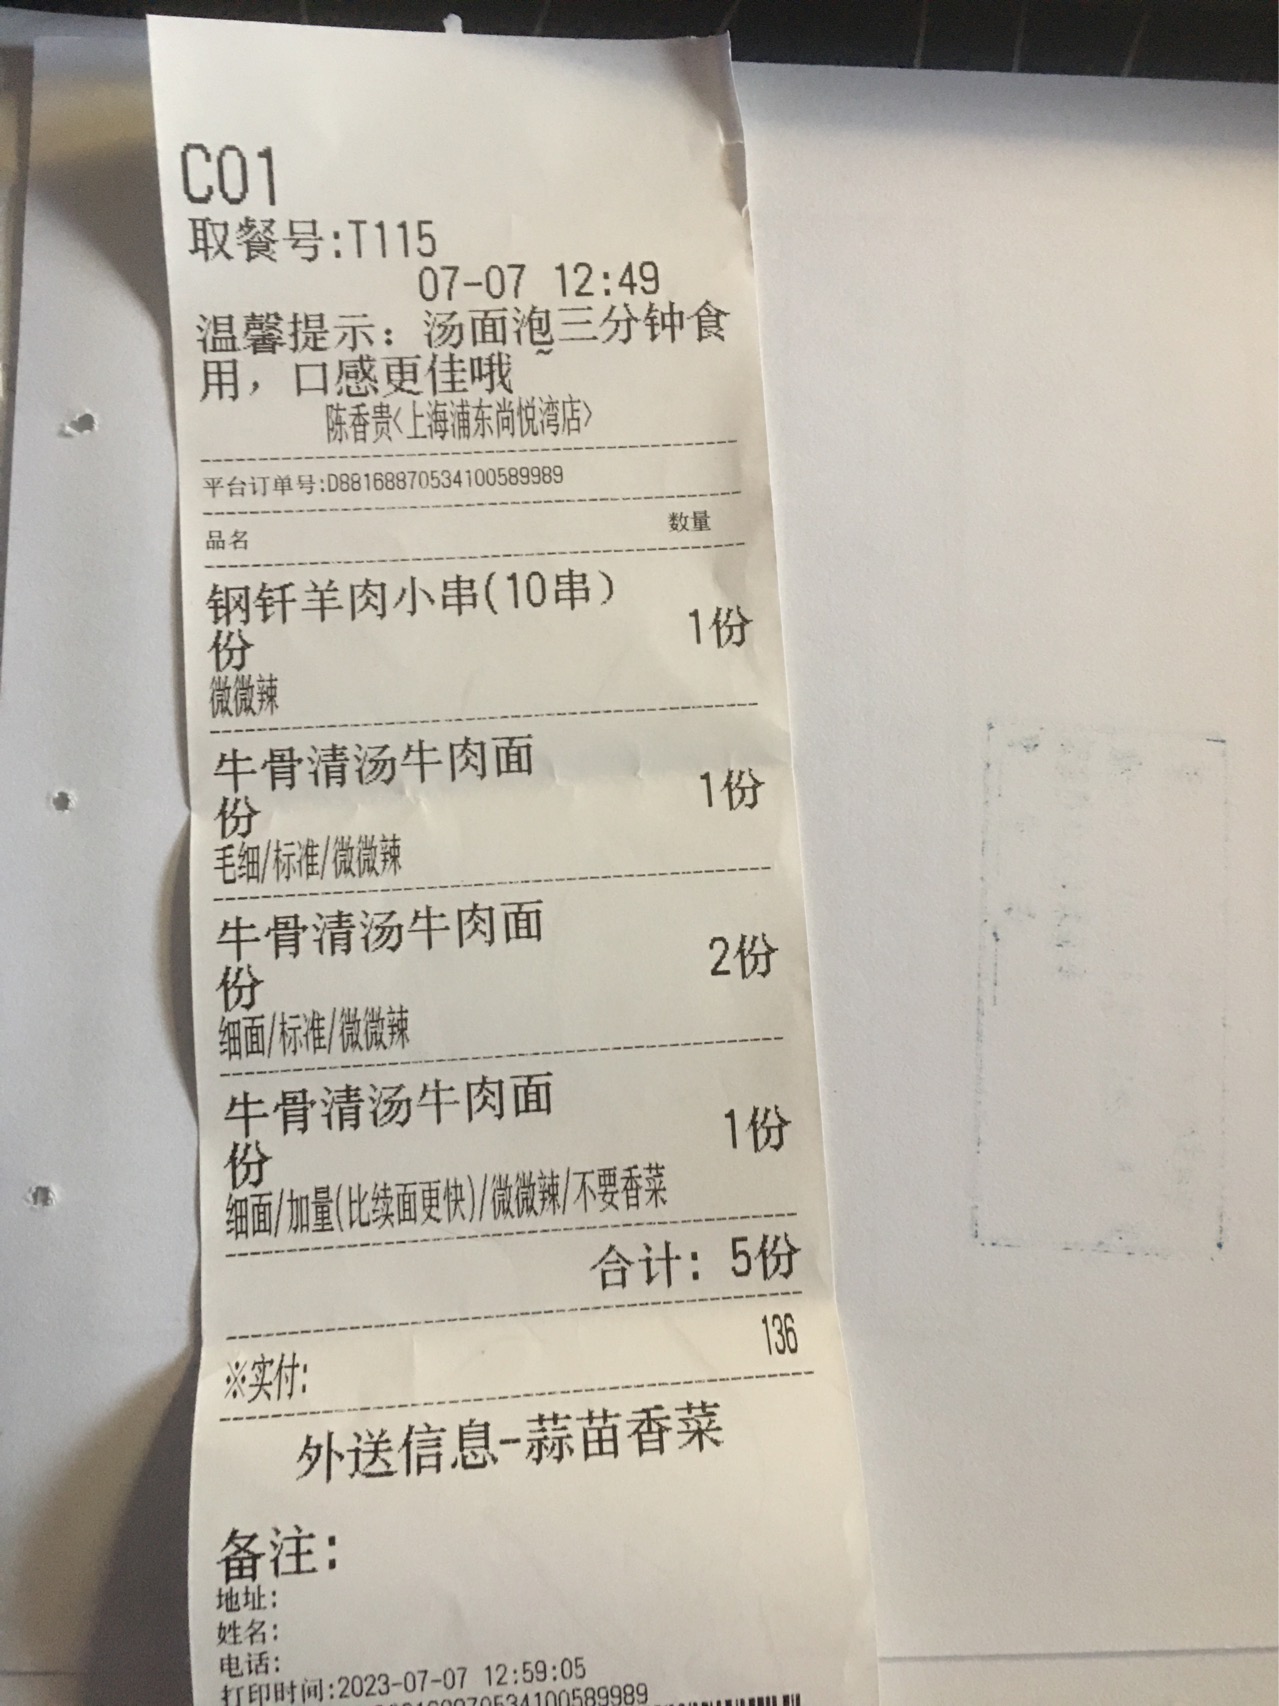 C01
取餐号:T115
07-07 12:49
温馨提示：汤面泡三分钟食
用，口感更佳哦~
陈香贵<上海浦东尚悦湾店>
平台订单号:D88168870534100589989
品名 数量
钢钎羊肉小串(10串)
份 1份
微微辣
牛骨清汤牛肉面
份 1份
毛细/标准/微微辣
牛骨清汤牛肉面
份 2份
细面/标准/微微辣
牛骨清汤牛肉面
份 1份
细面/加量(比续面更快)/微微辣/不要香菜
合计: 5份
※实付: 136
外送信息-蒜苗香菜
备注:
地址:
姓名:
电话:
打印时间:2023-07-07 12:59:05